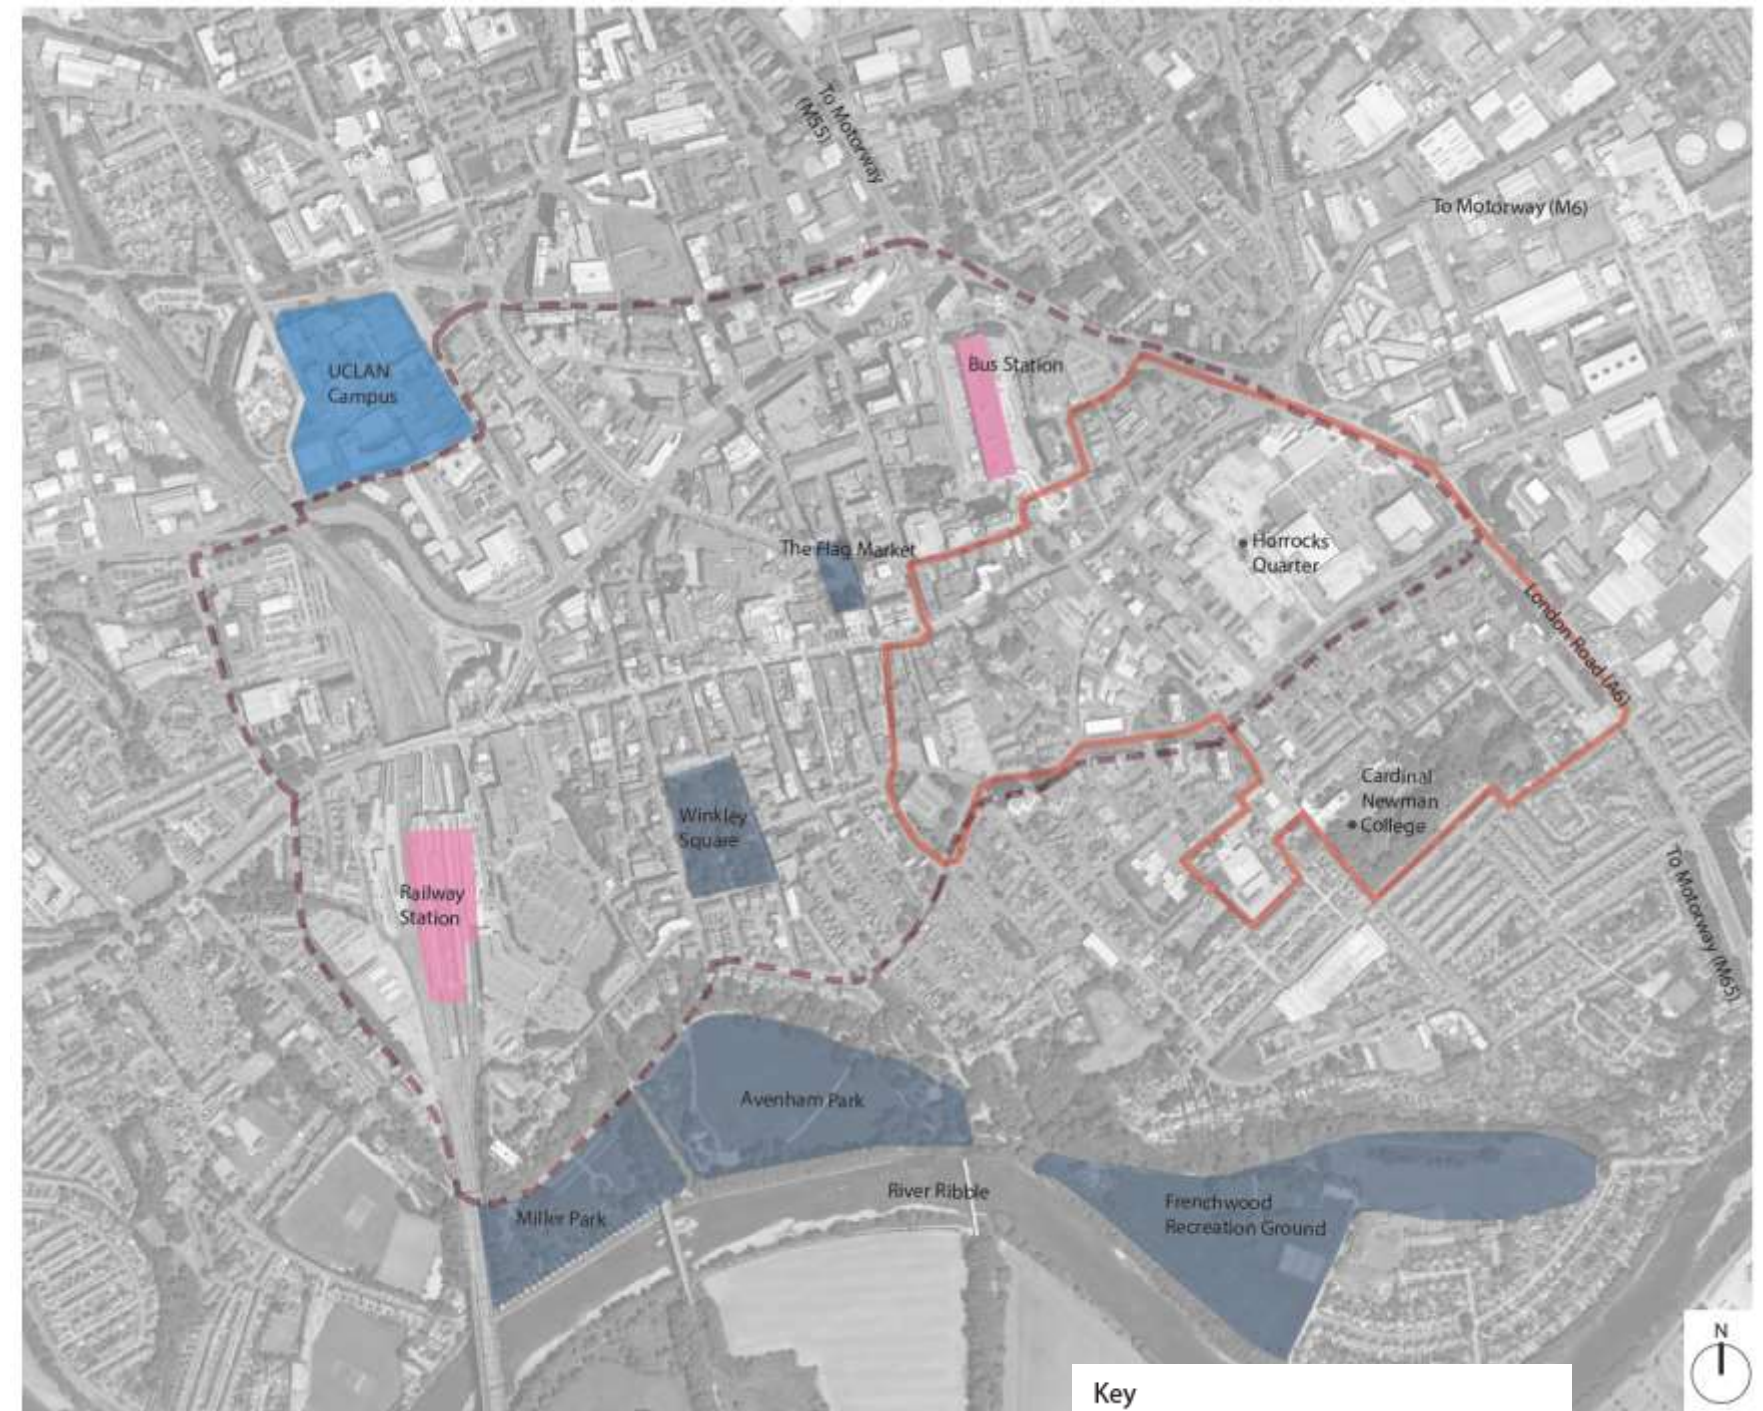 To Motorway
(M55)
To Motorway (M6)
UCLAN
Campus
Bus Station
The Flag Market
Horrocks
Quarter
London Road (A6)
Cardinal
Newman
College
Winkley
Square
Railway
Station
To Motorway (M65)
Avenham Park
River Ribble
Miller Park
Frenchwood
Recreation Ground
N
Key